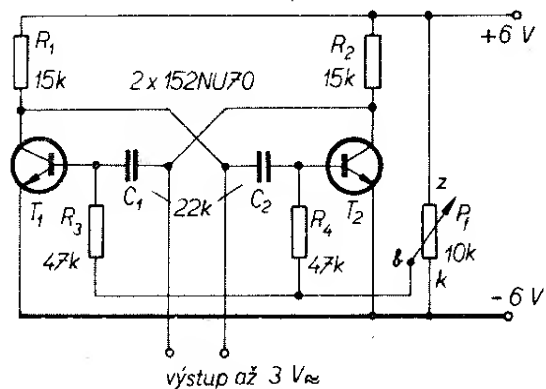 +6 V
R1
15k
R2
15k
2 x 152NU70
T1
C1
22k
C2
T2
R3
47k
R4
47k
z
P1
10k
b
k
- 6 V
výstup až 3 V≈